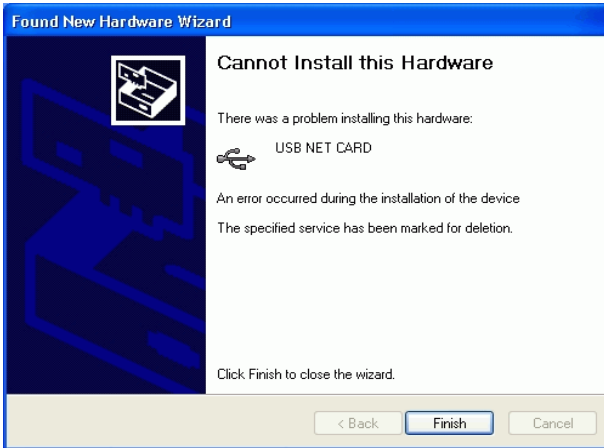 Found New Hardware Wizard
Cannot Install this Hardware
There was a problem installing this hardware:
USB NET CARD
An error occurred during the installation of the device
The specified service has been marked for deletion.
Click Finish to close the wizard.
< Back
Finish
Cancel